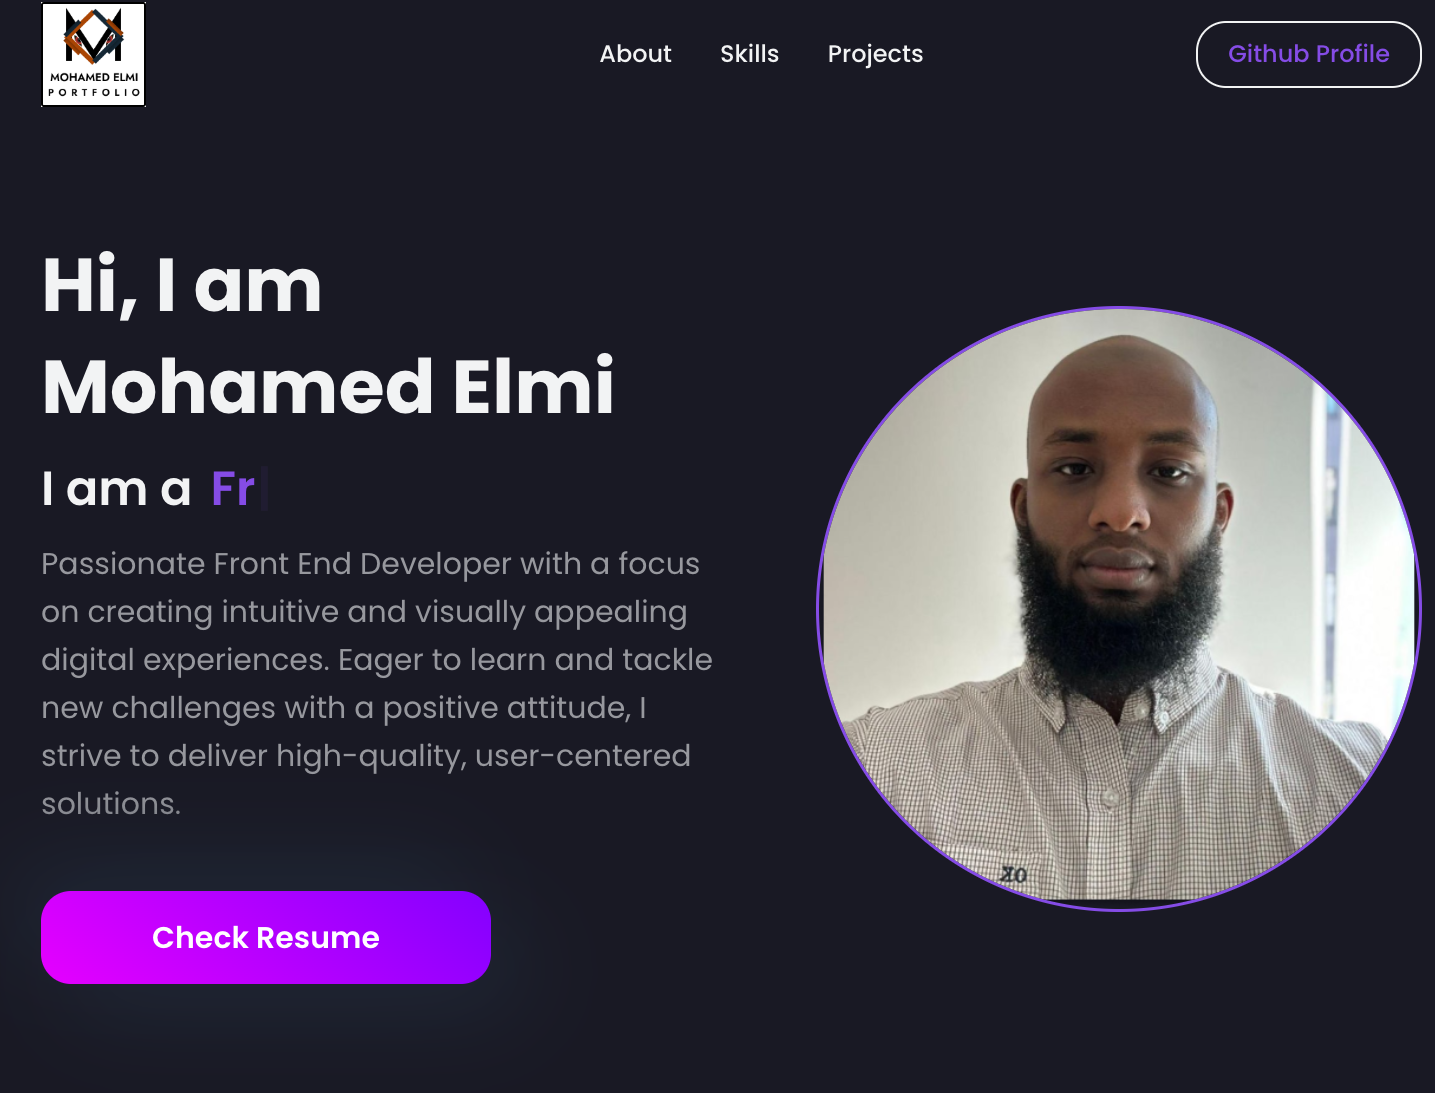 MOHAMED ELMI
PORTFOLIO
About Skills Projects
Github Profile
Hi, I am
Mohamed Elmi
I am a Fr
Passionate Front End Developer with a focus
on creating intuitive and visually appealing
digital experiences. Eager to learn and tackle
new challenges with a positive attitude, I
strive to deliver high-quality, user-centered
solutions.
Check Resume